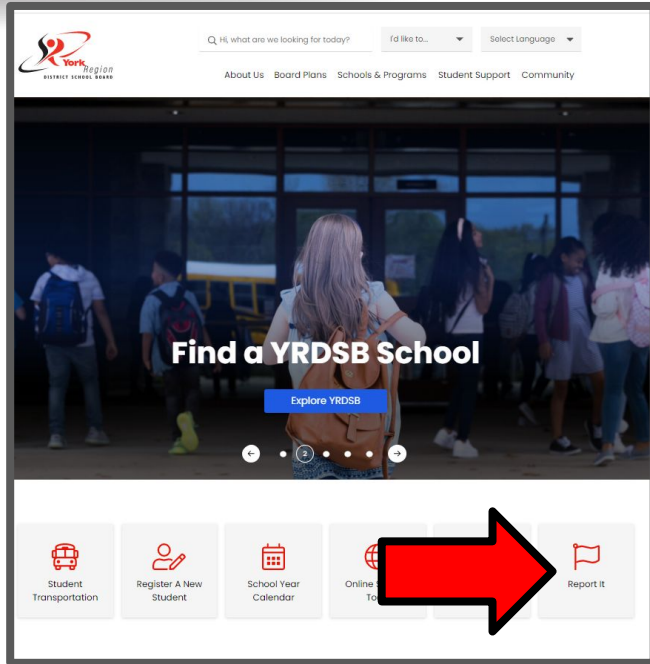 York
Region
DISTRICT SCHOOL BOARD
Hi, what are we looking for today?
I'd like to...
Select Language
About Us Board Plans Schools & Programs Student Support Community
Find a YRDSB School
Explore YRDSB
2
Student
Transportation
Register A New
Student
School Year
Calendar
Online
Report It